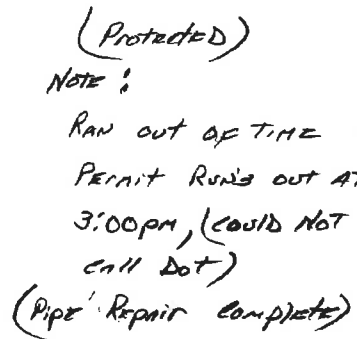 (Protected)
Note:
Ran out of Time
Permit Run's out At
3:00pm, (could Not
call Dot)
(Pipe Repair Complete)